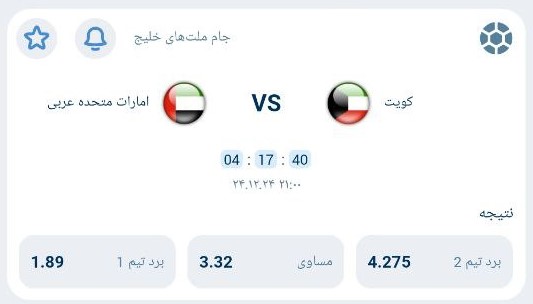 جام ملت‌های خلیج
کویت VS امارات متحده عربی
04 : 17 : 40
۲۴.۱۲.۲۴ ۲۱:۰۰
نتیجه
برد تیم 2 4.275 مساوی 3.32 برد تیم 1 1.89